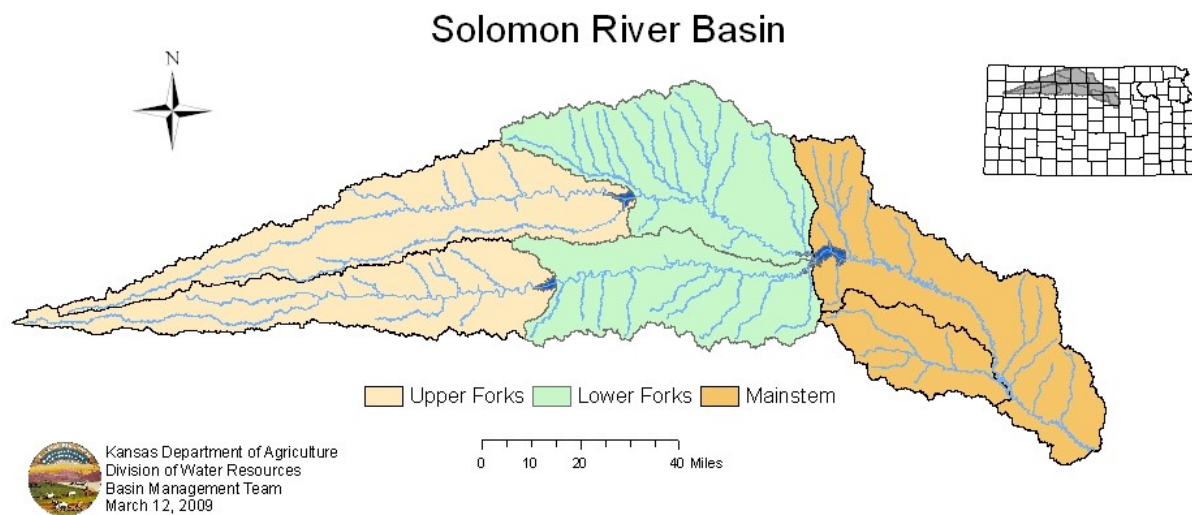 Solomon River Basin
N
Upper Forks
Lower Forks
Mainstem
0 10 20 40 Miles
Kansas Department of Agriculture
Division of Water Resources
Basin Management Team
March 12, 2009